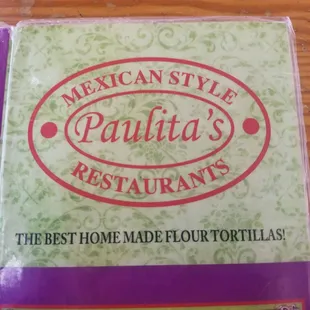 MEXICAN STYLE
Paulita's
RESTAURANTS
THE BEST HOME MADE FLOUR TORTILLAS!